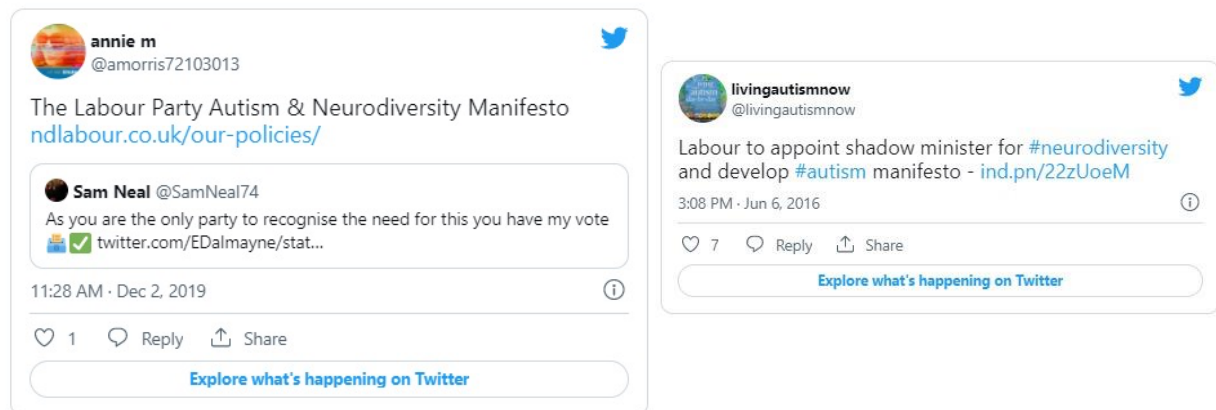 annie m
@amorris72103013
The Labour Party Autism & Neurodiversity Manifesto
ndlabour.co.uk/our-policies/
Sam Neal @SamNeal74
As you are the only party to recognise the need for this you have my vote
🗳️ ✅ twitter.com/EDalmayne/stat...
11:28 AM · Dec 2, 2019
1 Reply Share
Explore what's happening on Twitter
livingautismnow
@livingautismnow
Labour to appoint shadow minister for #neurodiversity
and develop #autism manifesto - ind.pn/22zUoeM
3:08 PM · Jun 6, 2016
7 Reply Share
Explore what's happening on Twitter